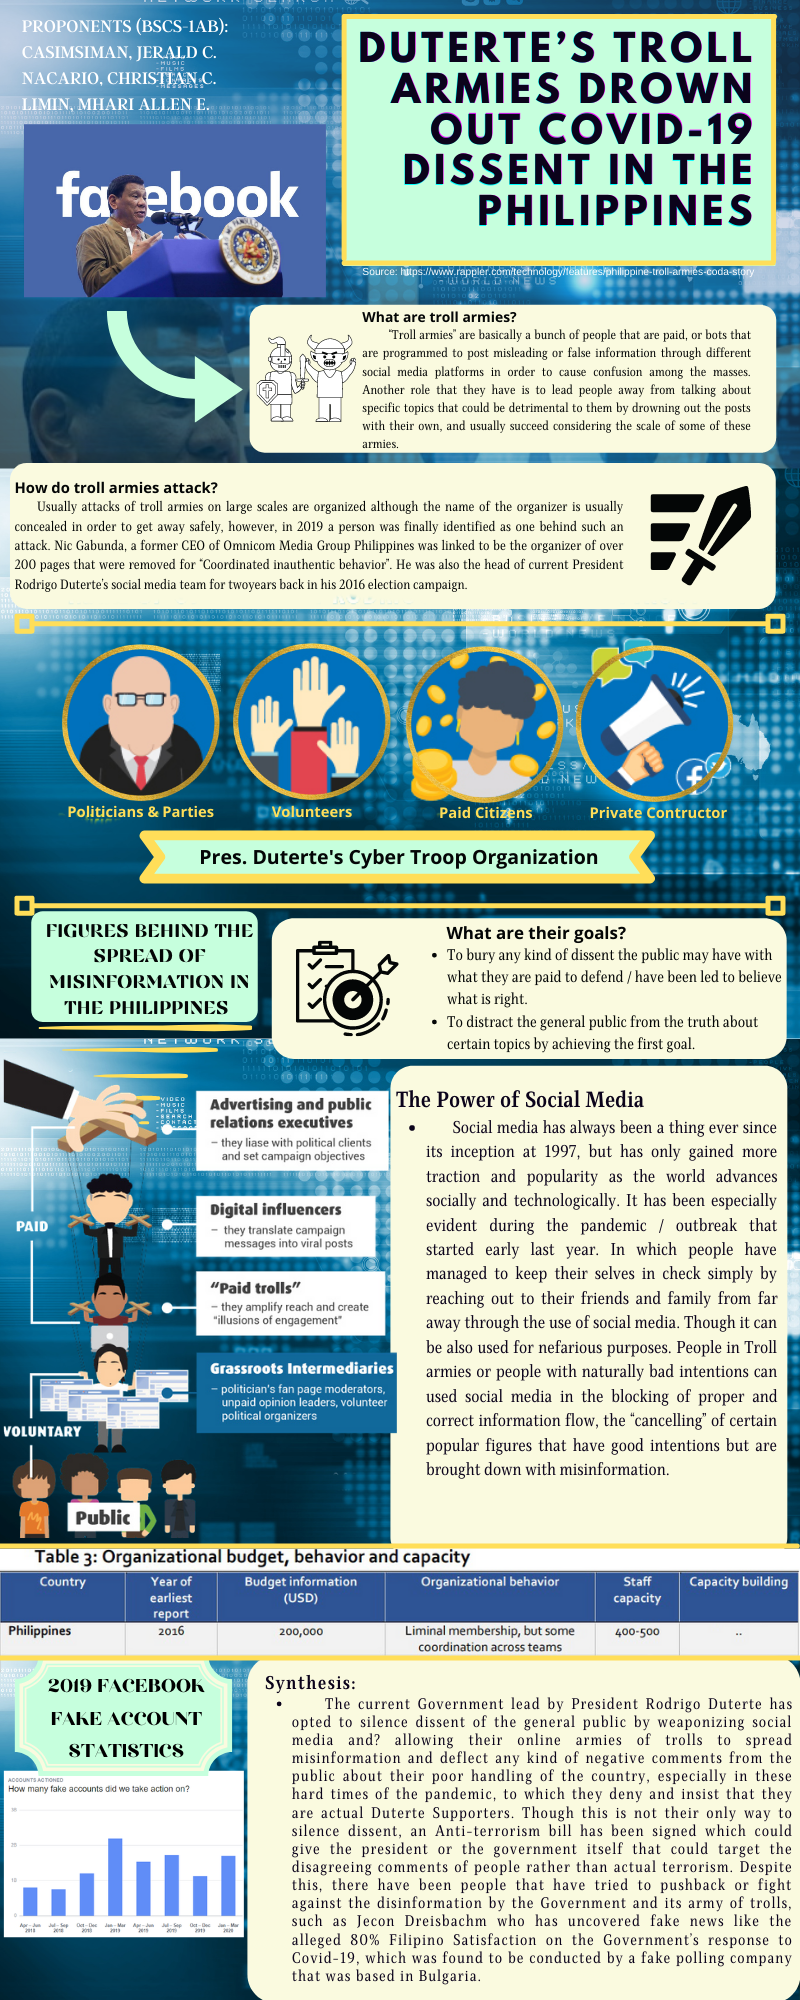 PROPONENTS (BSCS-1AB):
CASIMSIMAN, JERALD C.
NACARIO, CHRISTIAN C.
LIMIN, MHARI ALLEN E.
facebook
DUTERTE'S TROLL
ARMIES DROWN
OUT COVID-19
DISSENT IN THE
PHILIPPINES
Source: https://www.rappler.com/technology/features/philippine-troll-armies-coda-story
What are troll armies?
"Troll armies" are basically a bunch of people that are paid, or bots that
are programmed to post misleading or false information through different
social media platforms in order to cause confusion among the masses.
Another role that they have is to lead people away from talking about
specific topics that could be detrimental to them by drowning out the posts
with their own, and usually succeed considering the scale of some of these
armies.
How do troll armies attack?
Usually attacks of troll armies on large scales are organized although the name of the organizer is usually
concealed in order to get away safely, however, in 2019 a person was finally identified as one behind such an
attack. Nic Gabunda, a former CEO of Omnicom Media Group Philippines was linked to be the organizer of over
200 pages that were removed for "Coordinated inauthentic behavior". He was also the head of current President
Rodrigo Duterte's social media team for twoyears back in his 2016 election campaign.
Politicians & Parties
Volunteers
Paid Citizens
Private Contructor
Pres. Duterte's Cyber Troop Organization
FIGURES BEHIND THE
SPREAD OF
MISINFORMATION IN
THE PHILIPPINES
What are their goals?
• To bury any kind of dissent the public may have with
what they are paid to defend / have been led to believe
what is right.
• To distract the general public from the truth about
certain topics by achieving the first goal.
NETWORK
Advertising and public
relations executives
– they liase with political clients
and set campaign objectives
Digital influencers
– they translate campaign
messages into viral posts
PAID
"Paid trolls"
– they amplify reach and create
"illusions of engagement"
Grassroots Intermediaries
– politician's fan page moderators,
unpaid opinion leaders, volunteer
political organizers
VOLUNTARY
Public
The Power of Social Media
• Social media has always been a thing ever since
its inception at 1997, but has only gained more
traction and popularity as the world advances
socially and technologically. It has been especially
evident during the pandemic / outbreak that
started early last year. In which people have
managed to keep their selves in check simply by
reaching out to their friends and family from far
away through the use of social media. Though it can
be also used for nefarious purposes. People in Troll
armies or people with naturally bad intentions can
used social media in the blocking of proper and
correct information flow, the "cancelling" of certain
popular figures that have good intentions but are
brought down with misinformation.
Table 3: Organizational budget, behavior and capacity
Country Year of earliest report Budget information (USD) Organizational behavior Staff capacity Capacity building
Philippines 2016 200,000 Liminal membership, but some coordination across teams 400-500 ..
2019 FACEBOOK
FAKE ACCOUNT
STATISTICS
ACCOUNTS ACTIONED
How many fake accounts did we take action on?
Apr – Jun 2018 Jul – Sep 2018 Oct – Dec 2018 Jan – Mar 2019 Apr – Jun 2019 Jul – Sep 2019 Oct – Dec 2019 Jan – Mar 2020
Synthesis:
• The current Government lead by President Rodrigo Duterte has
opted to silence dissent of the general public by weaponizing social
media and? allowing their online armies of trolls to spread
misinformation and deflect any kind of negative comments from the
public about their poor handling of the country, especially in these
hard times of the pandemic, to which they deny and insist that they
are actual Duterte Supporters. Though this is not their only way to
silence dissent, an Anti-terrorism bill has been signed which could
give the president or the government itself that could target the
disagreeing comments of people rather than actual terrorism. Despite
this, there have been people that have tried to pushback or fight
against the disinformation by the Government and its army of trolls,
such as Jecon Dreisbachm who has uncovered fake news like the
alleged 80% Filipino Satisfaction on the Government's response to
Covid-19, which was found to be conducted by a fake polling company
that was based in Bulgaria.